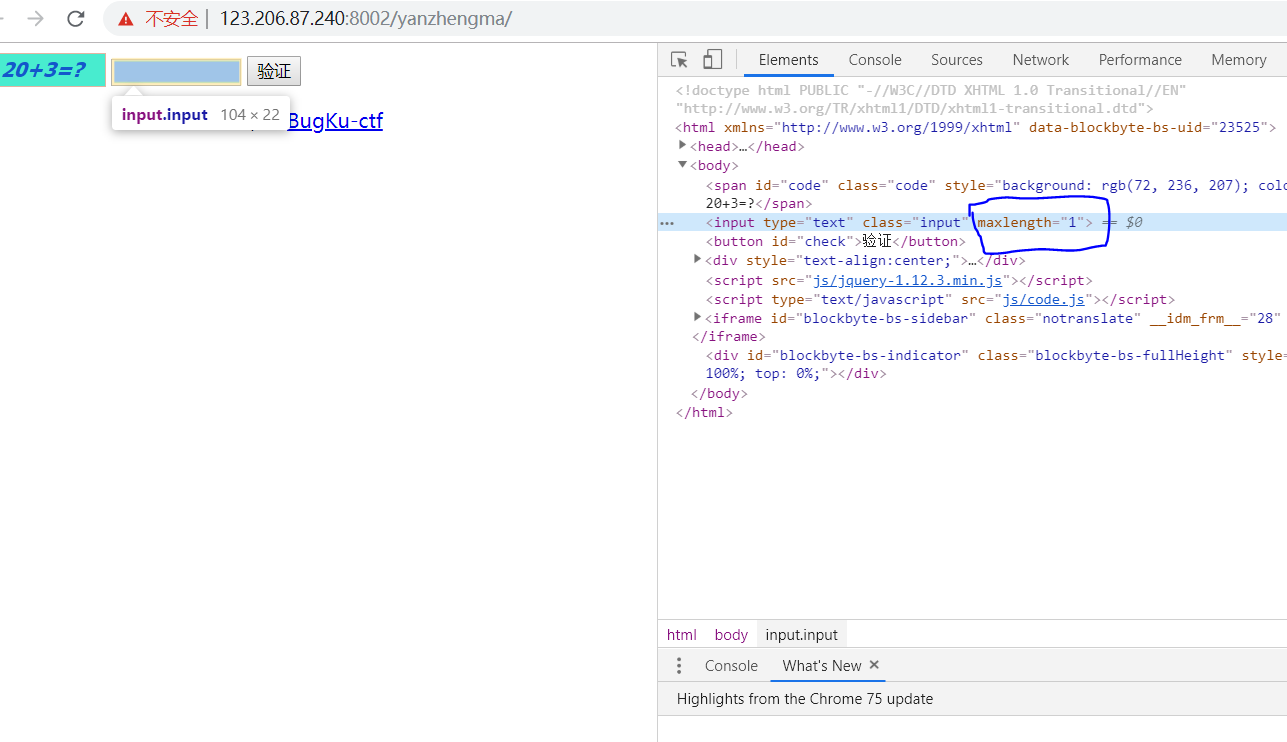 不安全 | 123.206.87.240:8002/yanzhengma/
20+3=? 验证
input.input 104 × 22
BugKu-ctf
Elements Console Sources Network Performance Memory
<!doctype html PUBLIC "-//W3C//DTD XHTML 1.0 Transitional//EN"
"http://www.w3.org/TR/xhtml1/DTD/xhtml1-transitional.dtd">
<html xmlns="http://www.w3.org/1999/xhtml" data-blockbyte-bs-uid="23525">
<head>…</head>
<body>
<span id="code" class="code" style="background: rgb(72, 236, 207); colo
20+3=?</span>
<input type="text" class="input" maxlength="1"> == $0
<button id="check">验证</button>
<div style="text-align:center;">…</div>
<script src="js/jquery-1.12.3.min.js"></script>
<script type="text/javascript" src="js/code.js"></script>
<iframe id="blockbyte-bs-sidebar" class="notranslate" __idm_frm__="28"
</iframe>
<div id="blockbyte-bs-indicator" class="blockbyte-bs-fullHeight" style=
100%; top: 0%;"></div>
</body>
</html>
html body input.input
Console What's New ×
Highlights from the Chrome 75 update